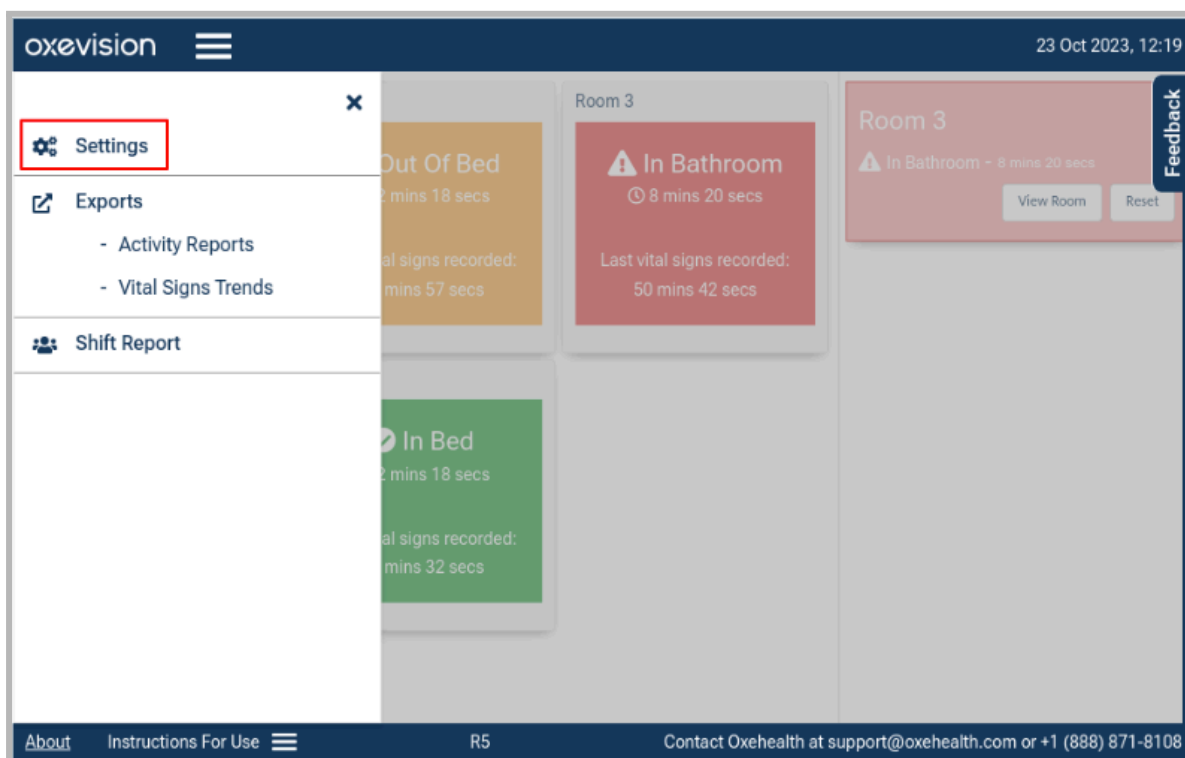 oxevision
23 Oct 2023, 12:19
Settings
Exports
- Activity Reports
- Vital Signs Trends
Shift Report
Out Of Bed
mins 18 secs
al signs recorded:
mins 57 secs
Room 3
In Bathroom
8 mins 20 secs
Last vital signs recorded:
50 mins 42 secs
In Bed
2 mins 18 secs
al signs recorded:
mins 32 secs
Room 3
In Bathroom - 8 mins 20 secs
View Room Reset
Feedback
About Instructions For Use R5 Contact Oxehealth at support@oxehealth.com or +1 (888) 871-8108